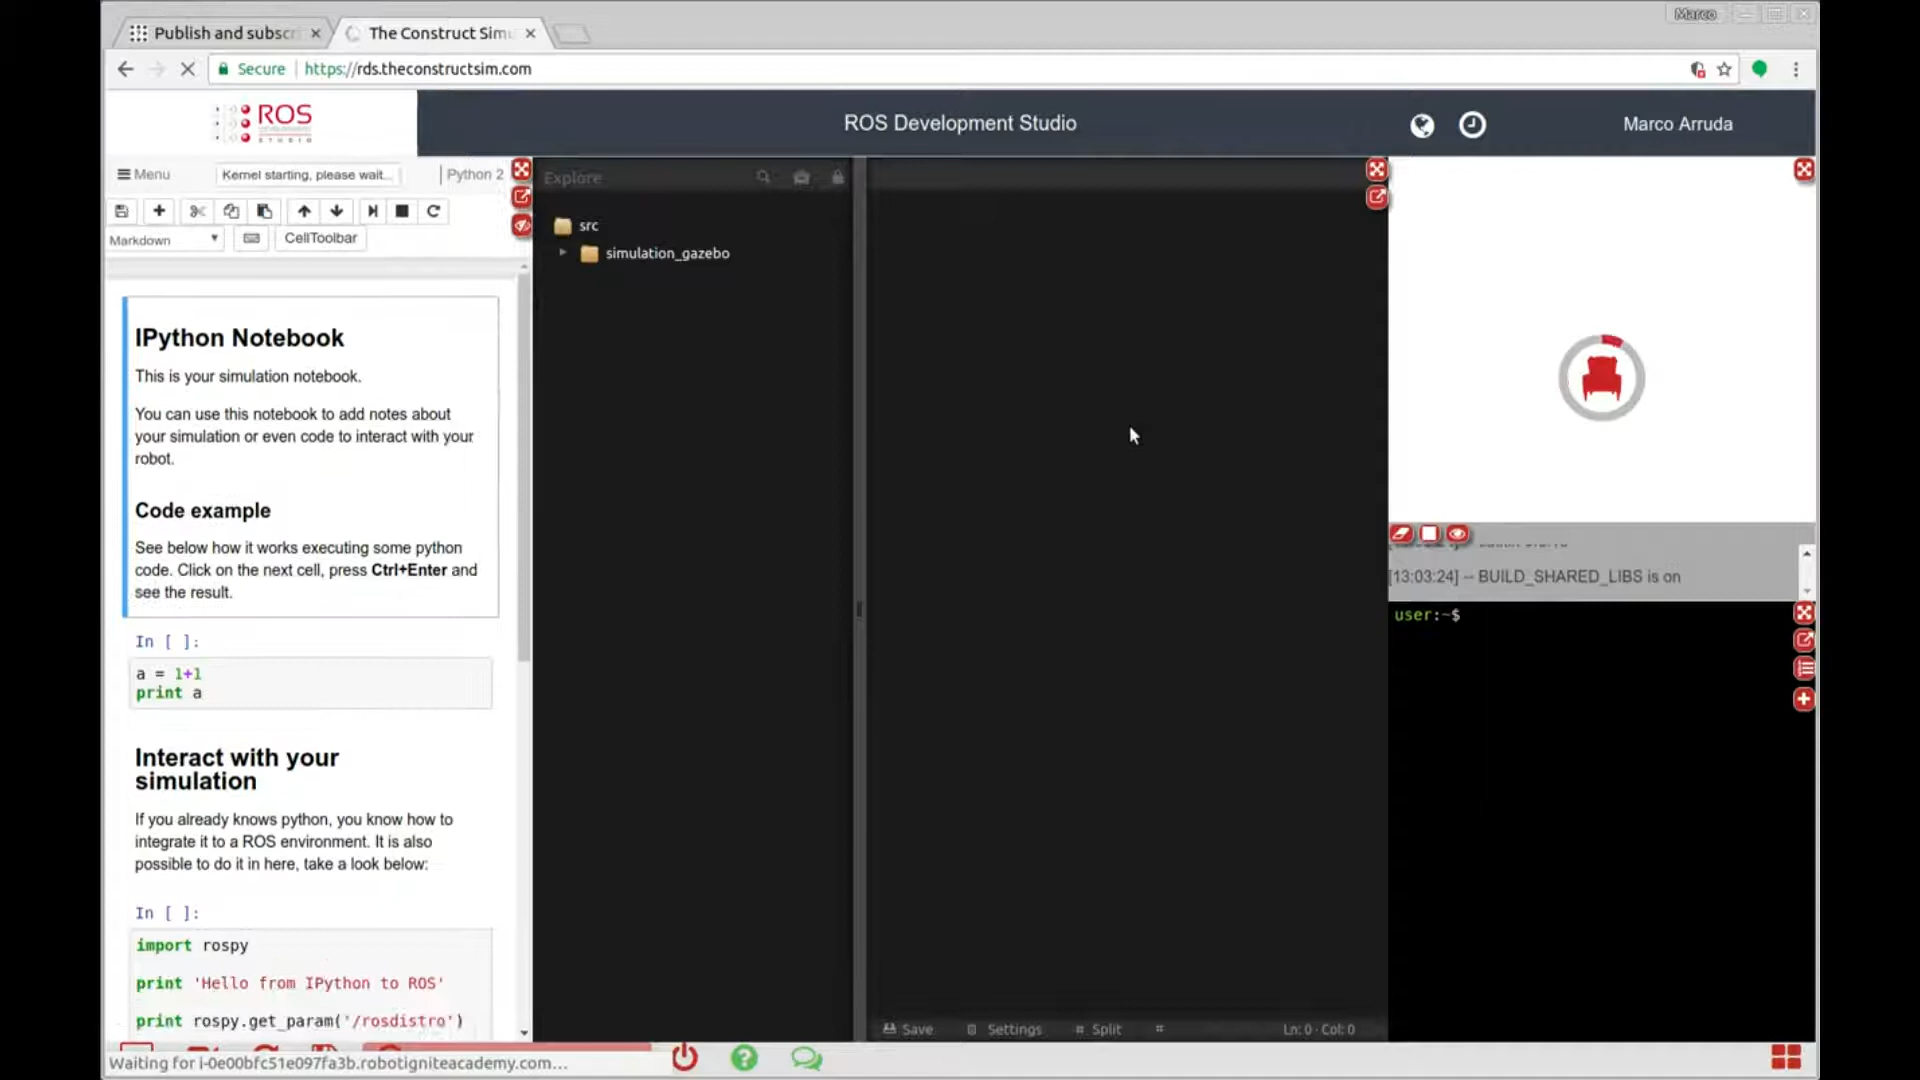 Marco
Publish and subscri
The Construct Simu
Secure
https://rds.theconstructsim.com
ROS
STUDIO
ROS Development Studio
Marco Arruda
Menu
Kernel starting, please wait...
Python 2
Explore
Markdown
CellToolbar
src
simulation_gazebo
IPython Notebook
This is your simulation notebook.
You can use this notebook to add notes about
your simulation or even code to interact with your
robot.
Code example
See below how it works executing some python
code. Click on the next cell, press Ctrl+Enter and
see the result.
In [ ]:
a = 1+1
print a
Interact with your
simulation
If you already knows python, you know how to
integrate it to a ROS environment. It is also
possible to do it in here, take a look below:
In [ ]:
import rospy
print 'Hello from IPython to ROS'
print rospy.get_param('/rosdistro')
[13:03:24] -- BUILD_SHARED_LIBS is on
user:~$
Save
Settings
Split
Ln: 0 · Col: 0
Waiting for i-0e00bfc51e097fa3b.robotigniteacademy.com...